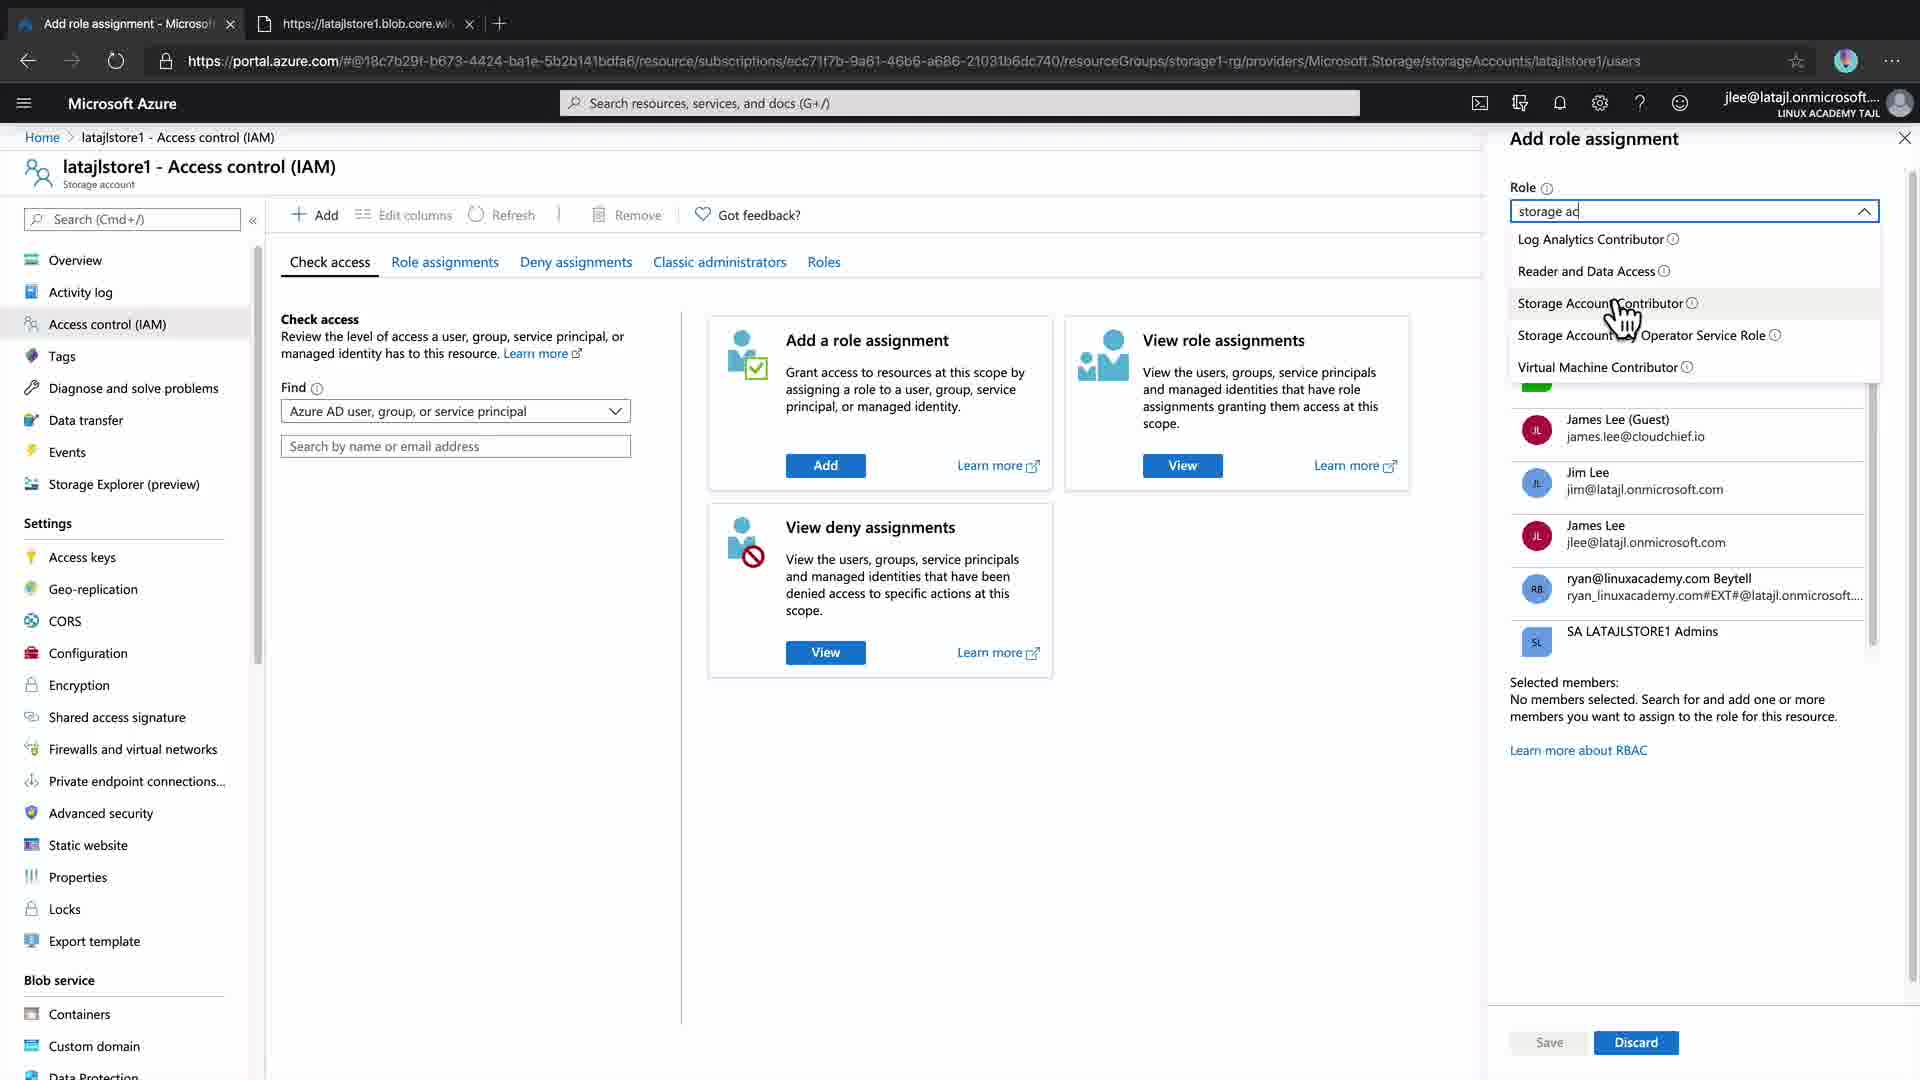 Add role assignment - Microsof
https://latajlstore1.blob.core.wi
https://portal.azure.com/#@18c7b29f-b673-4424-ba1e-5b2b141bdfa6/resource/subscriptions/ecc71f7b-9a61-46b6-a686-21031b6dc740/resourceGroups/storage1-rg/providers/Microsoft.Storage/storageAccounts/latajlstore1/users
Microsoft Azure
Search resources, services, and docs (G+/)
jlee@latajl.onmicrosoft....
LINUX ACADEMY TAJL
Home > latajlstore1 - Access control (IAM)
latajlstore1 - Access control (IAM)
Storage account
Search (Cmd+/)
Overview
Activity log
Access control (IAM)
Tags
Diagnose and solve problems
Data transfer
Events
Storage Explorer (preview)
Settings
Access keys
Geo-replication
CORS
Configuration
Encryption
Shared access signature
Firewalls and virtual networks
Private endpoint connections...
Advanced security
Static website
Properties
Locks
Export template
Blob service
Containers
Custom domain
Data Protection
Add
Edit columns
Refresh
Remove
Got feedback?
Check access
Role assignments
Deny assignments
Classic administrators
Roles
Check access
Review the level of access a user, group, service principal, or
managed identity has to this resource. Learn more
Find
Azure AD user, group, or service principal
Search by name or email address
Add a role assignment
Grant access to resources at this scope by
assigning a role to a user, group, service
principal, or managed identity.
Add
Learn more
View role assignments
View the users, groups, service principals
and managed identities that have role
assignments granting them access at this
scope.
View
Learn more
View deny assignments
View the users, groups, service principals
and managed identities that have been
denied access to specific actions at this
scope.
View
Learn more
Add role assignment
Role
storage ac
Log Analytics Contributor
Reader and Data Access
Storage Account Contributor
Storage Account Operator Service Role
Virtual Machine Contributor
JL
James Lee (Guest)
james.lee@cloudchief.io
JL
Jim Lee
jim@latajl.onmicrosoft.com
JL
James Lee
jlee@latajl.onmicrosoft.com
RB
ryan@linuxacademy.com Beytell
ryan_linuxacademy.com#EXT#@latajl.onmicrosoft....
SL
SA LATAJLSTORE1 Admins
Selected members:
No members selected. Search for and add one or more
members you want to assign to the role for this resource.
Learn more about RBAC
Save
Discard